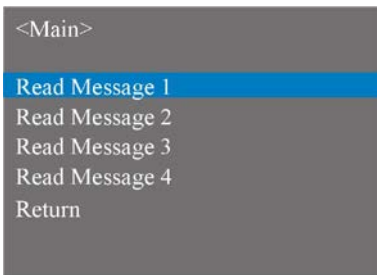 <Main>
Read Message 1
Read Message 2
Read Message 3
Read Message 4
Return